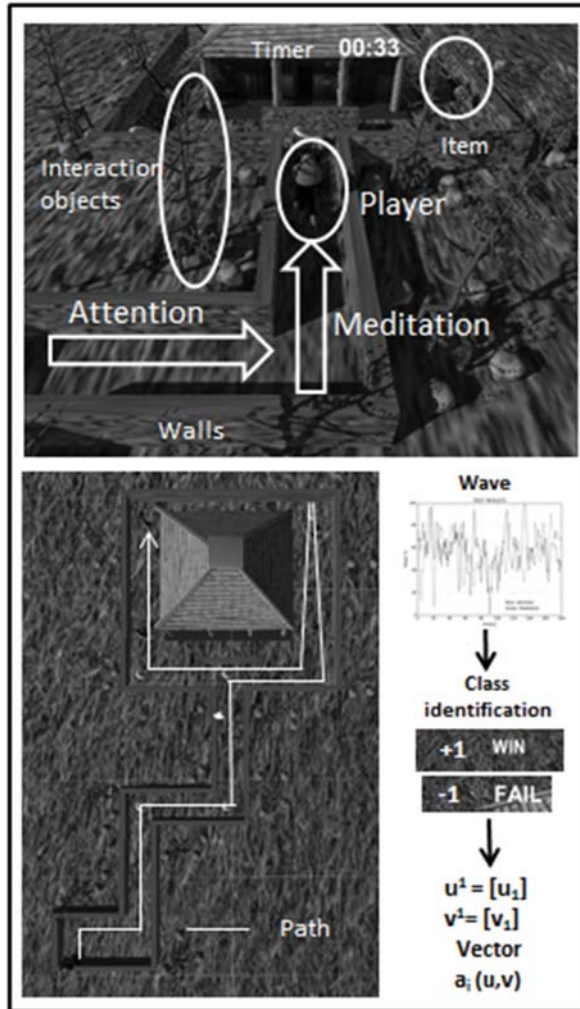 Timer 00:33
Item
Interaction
objects
Player
Attention
Meditation
Walls
Path
Wave
Class
identification
+1 WIN
-1 FAIL
u¹ = [u₁]
v¹= [v₁]
Vector
aᵢ (u,v)